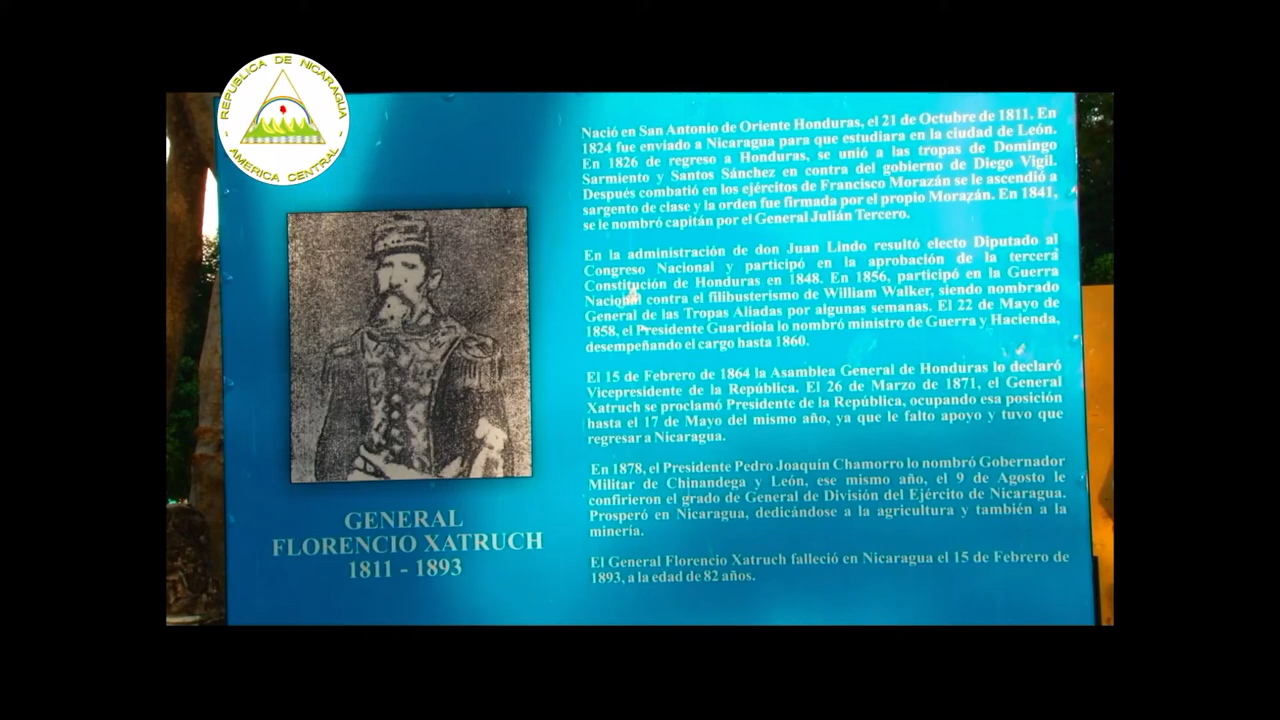 REPUBLICA DE NICARAGUA
AMERICA CENTRAL
Nació en San Antonio de Oriente Honduras, el 21 de Octubre de 1811. En
1824 fue enviado a Nicaragua para que estudiara en la ciudad de León.
En 1826 de regreso a Honduras, se unió a las tropas de Domingo
Sarmiento y Santos Sánchez en contra del gobierno de Diego Vigil.
Después combatió en los ejércitos de Francisco Morazán se le ascendió a
sargento de clase y la orden fue firmada por el propio Morazán. En 1841,
se le nombró capitán por el General Julián Tercero.
En la administración de don Juan Lindo resultó electo Diputado al
Congreso Nacional y participó en la aprobación de la tercera
Constitución de Honduras en 1848. En 1856, participó en la Guerra
Nacional contra el filibusterismo de William Walker, siendo nombrado
General de las Tropas Aliadas por algunas semanas. El 22 de Mayo de
1858, el Presidente Guardiola lo nombró ministro de Guerra y Hacienda,
desempeñando el cargo hasta 1860.
El 15 de Febrero de 1864 la Asamblea General de Honduras lo declaró
Vicepresidente de la República. El 26 de Marzo de 1871, el General
Xatruch se proclamó Presidente de la República, ocupando esa posición
hasta el 17 de Mayo del mismo año, ya que le falto apoyo y tuvo que
regresar a Nicaragua.
En 1878, el Presidente Pedro Joaquín Chamorro lo nombró Gobernador
Militar de Chinandega y León, ese mismo año, el 9 de Agosto le
confirieron el grado de General de División del Ejército de Nicaragua.
Prosperó en Nicaragua, dedicándose a la agricultura y también a la
minería.
El General Florencio Xatruch falleció en Nicaragua el 15 de Febrero de
1893, a la edad de 82 años.
GENERAL
FLORENCIO XATRUCH
1811 - 1893